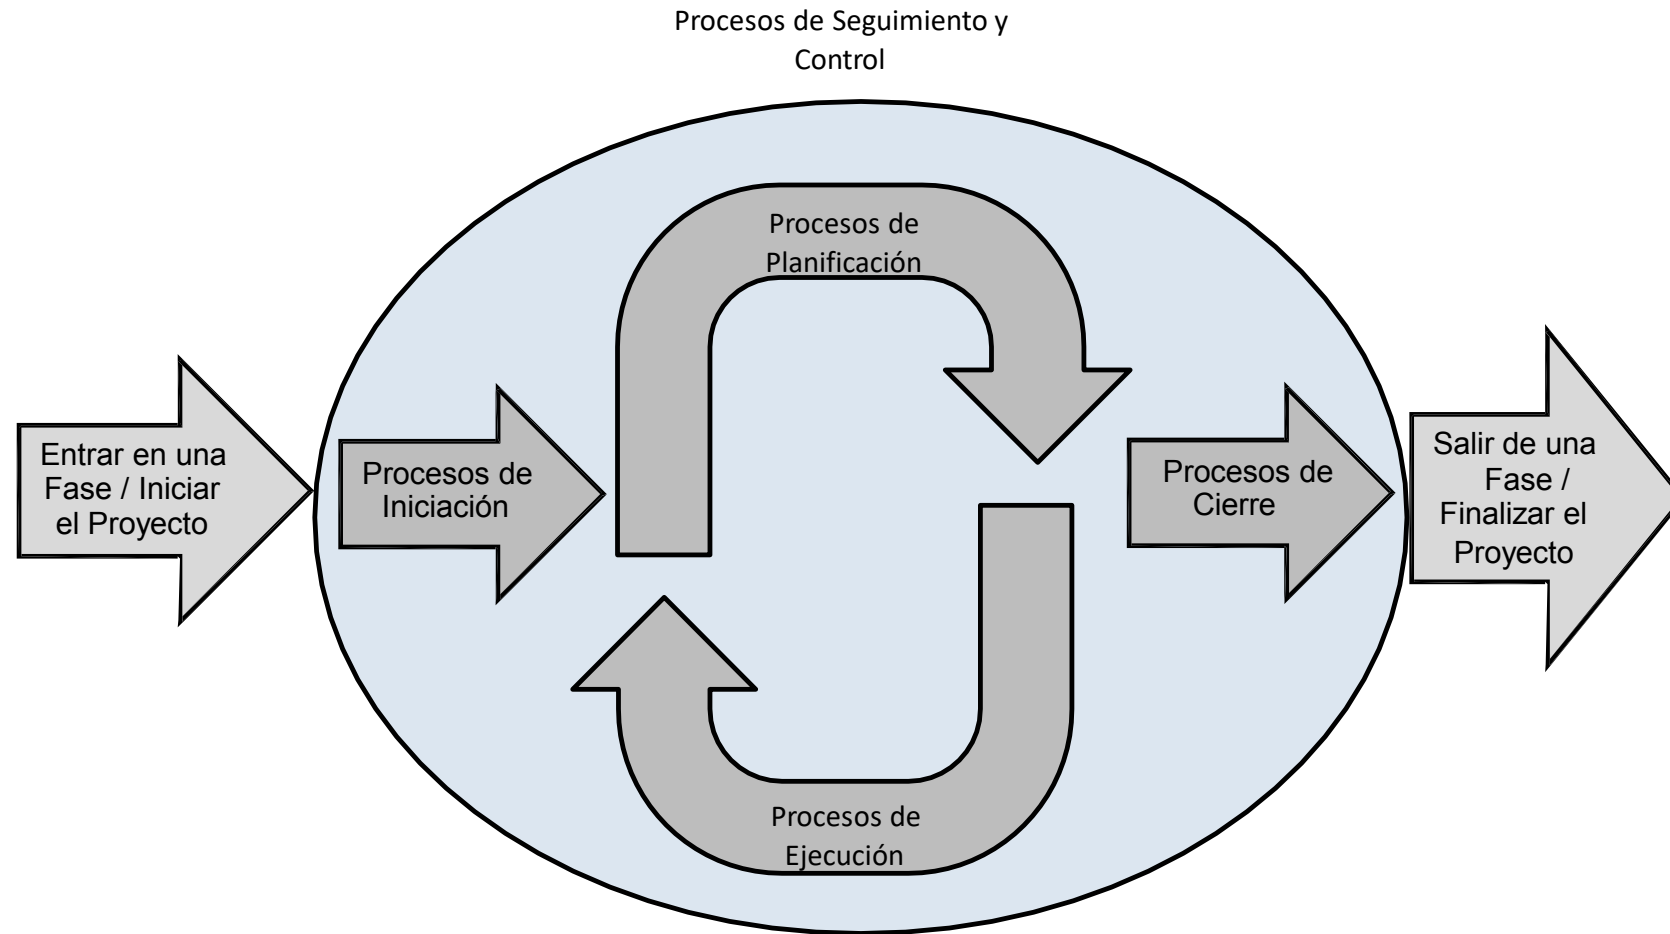 Procesos de Seguimiento y
Control
Procesos de
Planificación
Entrar en una
Fase / Iniciar
el Proyecto
Procesos de
Iniciación
Procesos de
Cierre
Salir de una
Fase /
Finalizar el
Proyecto
Procesos de
Ejecución